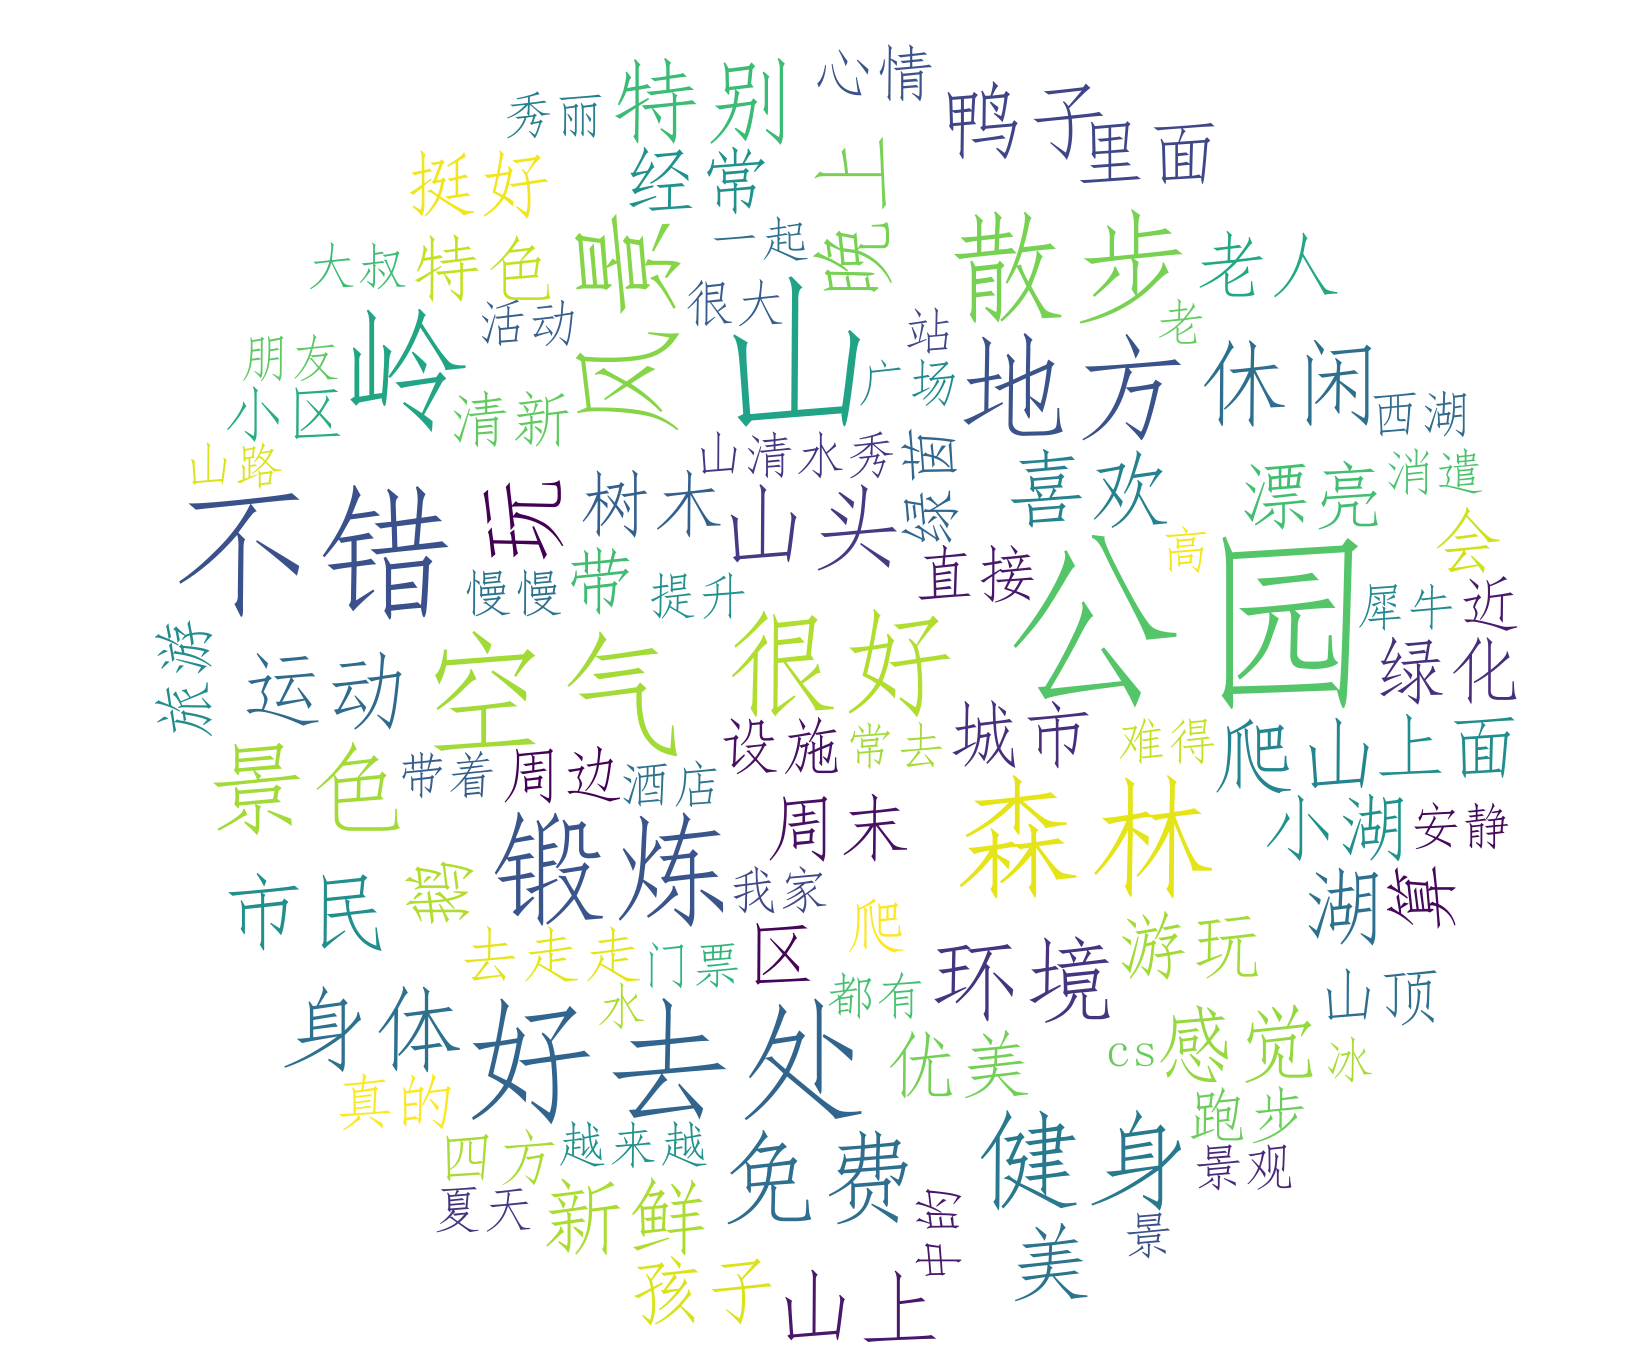 心情
特别
鸭子
秀丽
里面
经常
挺好
晚上
散步
一起
风景
老人
大叔
特色
很大
山
活动
站
老
岭
地方
休闲
朋友
广场
小区
清新
西湖
山清水秀
绿茵
山路
喜欢
漂亮
消遣
不错
玩
树木
山头
会
公园
高
直接
慢慢
带
提升
犀牛
近
很好
旅游
运动
空气
绿化
设施
常去
城市
难得
爬山
上面
景色
带着
周边
酒店
森林
周末
小湖
安静
锻炼
市民
鹅
我家
爬
湖
算
去走走
门票
区
环境
游玩
水
都有
山顶
身体
好去处
优美
cs
感觉
冰
真的
跑步
四方
越来越
免费
健身
景观
夏天
新鲜
中的
美
景
孩子
山上